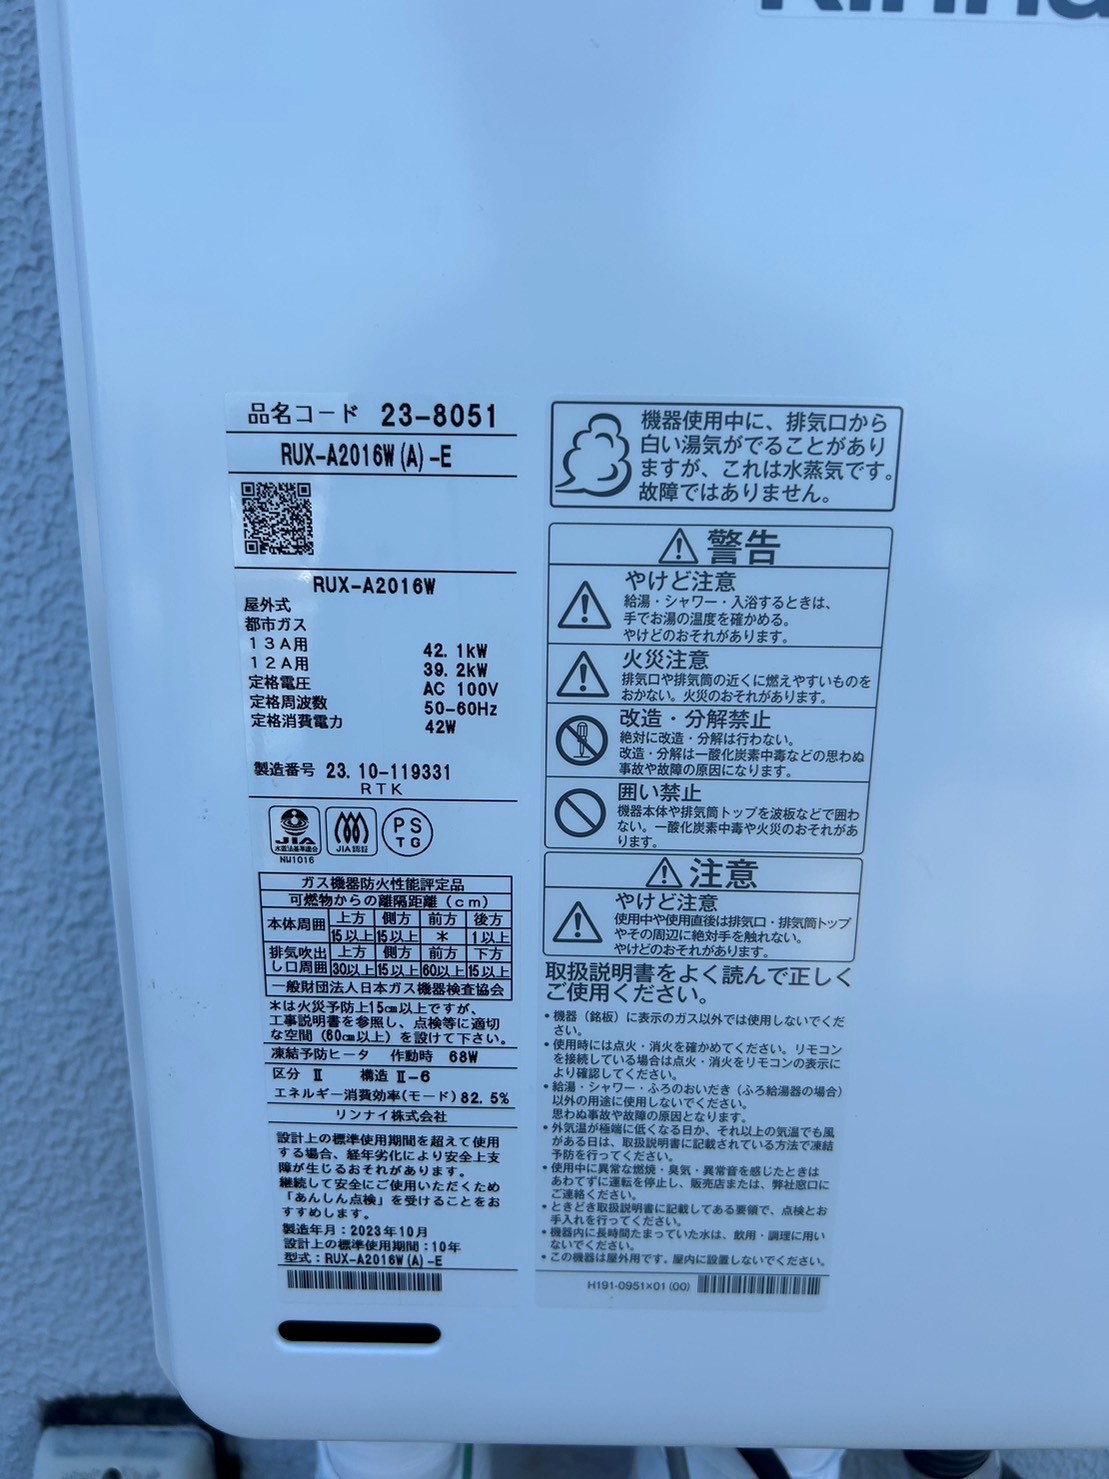 品名コード 23-8051
RUX-A2016W(A)-E
RUX-A2016W
屋外式
都市ガス
13A用 42.1kW
12A用 39.2kW
定格電圧 AC 100V
定格周波数 50-60Hz
定格消費電力 42W
製造番号 23.10-119331
RTK
JIA
水道法基準適合
NW1016
JIA認証
PS
TG
ガス機器防火性能評定品
可燃物からの離隔距離(cm)
本体周囲 上方 側方 前方 後方
15以上 15以上 * 1以上
排気吹出し口周囲 上方 側方 前方 下方
30以上 15以上 60以上 15以上
一般財団法人日本ガス機器検査協会
*は火災予防上15cm以上ですが、
工事説明書を参照し、点検等に適切
な空間(60cm以上)を設けて下さい。
凍結予防ヒータ 作動時 68W
区分 Ⅱ 構造 Ⅱ-6
エネルギー消費効率(モード)82.5%
リンナイ株式会社
設計上の標準使用期間を超えて使用
する場合、経年劣化により安全上支
障が生じるおそれがあります。
継続して安全にご使用いただくため
「あんしん点検」を受けることをお
すすめします。
製造年月：2023年10月
設計上の標準使用期間：10年
型式：RUX-A2016W(A)-E
機器使用中に、排気口から
白い湯気がでることがあり
ますが、これは水蒸気です。
故障ではありません。
警告
やけど注意
給湯・シャワー・入浴するときは、
手でお湯の温度を確かめる。
やけどのおそれがあります。
火災注意
排気口や排気筒の近くに燃えやすいものを
おかない。火災のおそれがあります。
改造・分解禁止
絶対に改造・分解は行わない。
改造・分解は一酸化炭素中毒などの思わぬ
事故や故障の原因になります。
囲い禁止
機器本体や排気筒トップを波板などで囲わ
ない。一酸化炭素中毒や火災のおそれがあ
ります。
注意
やけど注意
使用中や使用直後は排気口・排気筒トップ
やその周辺に絶対手を触れない。
やけどのおそれがあります。
取扱説明書をよく読んで正しく
ご使用ください。
・機器（銘板）に表示のガス以外では使用しないでくだ
さい。
・使用時には点火・消火を確かめてください。リモコン
を接続している場合は点火・消火をリモコンの表示に
より確認してください。
・給湯・シャワー・ふろのおいだき（ふろ給湯器の場合）
以外の用途に使用しないでください。
思わぬ事故や故障の原因となります。
・外気温が極端に低くなる日か、それ以上の気温でも風
がある日は、取扱説明書に記載されている方法で凍結
予防を行ってください。
・使用中に異常な燃焼・臭気・異常音を感じたときは
あわてずに運転を停止し、販売店または、弊社窓口に
ご連絡ください。
・ときどき取扱説明書に記載してある要領で、点検とお
手入れを行ってください。
・機器内に長時間たまっていた水は、飲用・調理に用い
ないでください。
・この機器は屋外用です。屋内に設置しないでください。
H191-0951×01(00)